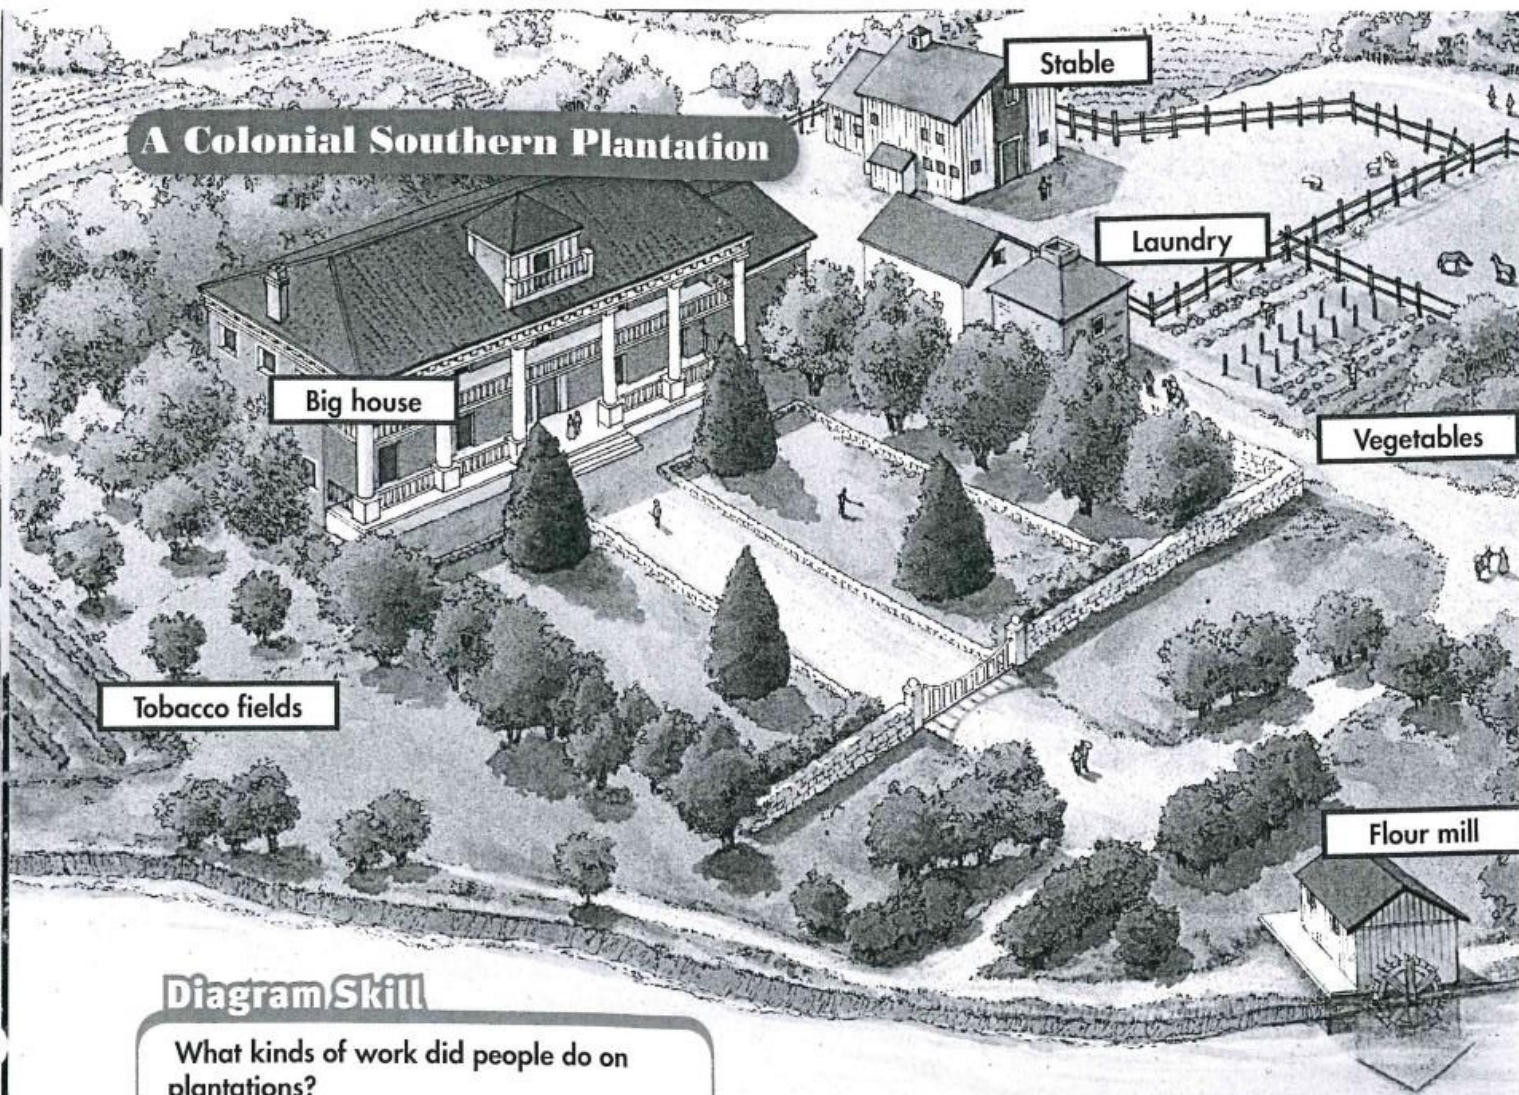 Stable
A Colonial Southern Plantation
Laundry
Big house
Vegetables
Tobacco fields
Flour mill
Diagram Skill
What kinds of work did people do on
plantations?